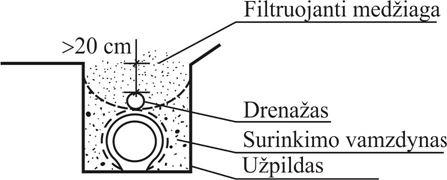 Filtruojanti medžiaga
>20 cm
Drenažas
Surinkimo vamzdynas
Užpildas